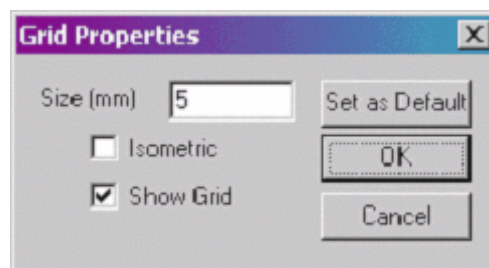 Grid Properties
Size (mm) 5 Set as Default
Isometric OK
Show Grid Cancel